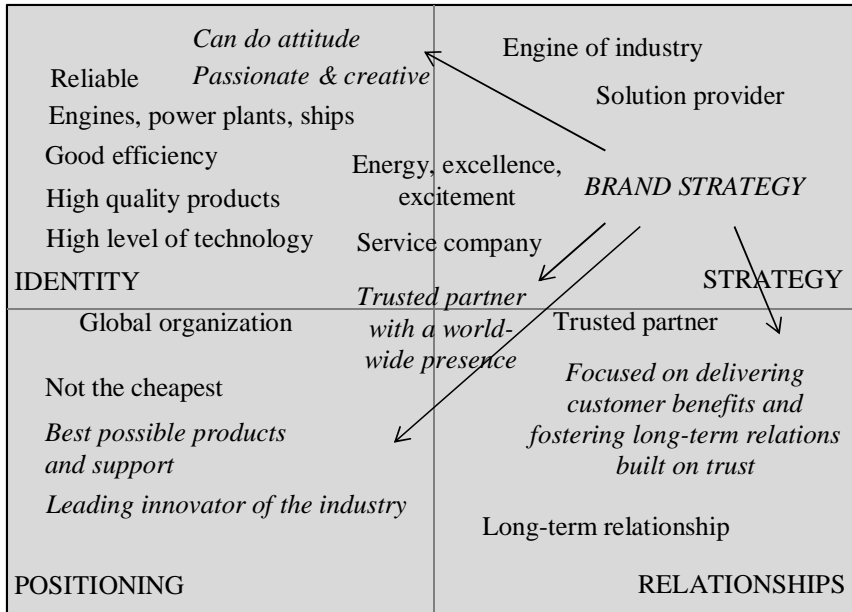 Can do attitude
Passionate & creative
Reliable
Engines, power plants, ships
Good efficiency
High quality products
High level of technology
IDENTITY
Engine of industry
Solution provider
Energy, excellence,
excitement
BRAND STRATEGY
Service company
STRATEGY
Trusted partner
with a world-
wide presence
Global organization
Not the cheapest
Best possible products
and support
Leading innovator of the industry
POSITIONING
Trusted partner
Focused on delivering
customer benefits and
fostering long-term relations
built on trust
Long-term relationship
RELATIONSHIPS